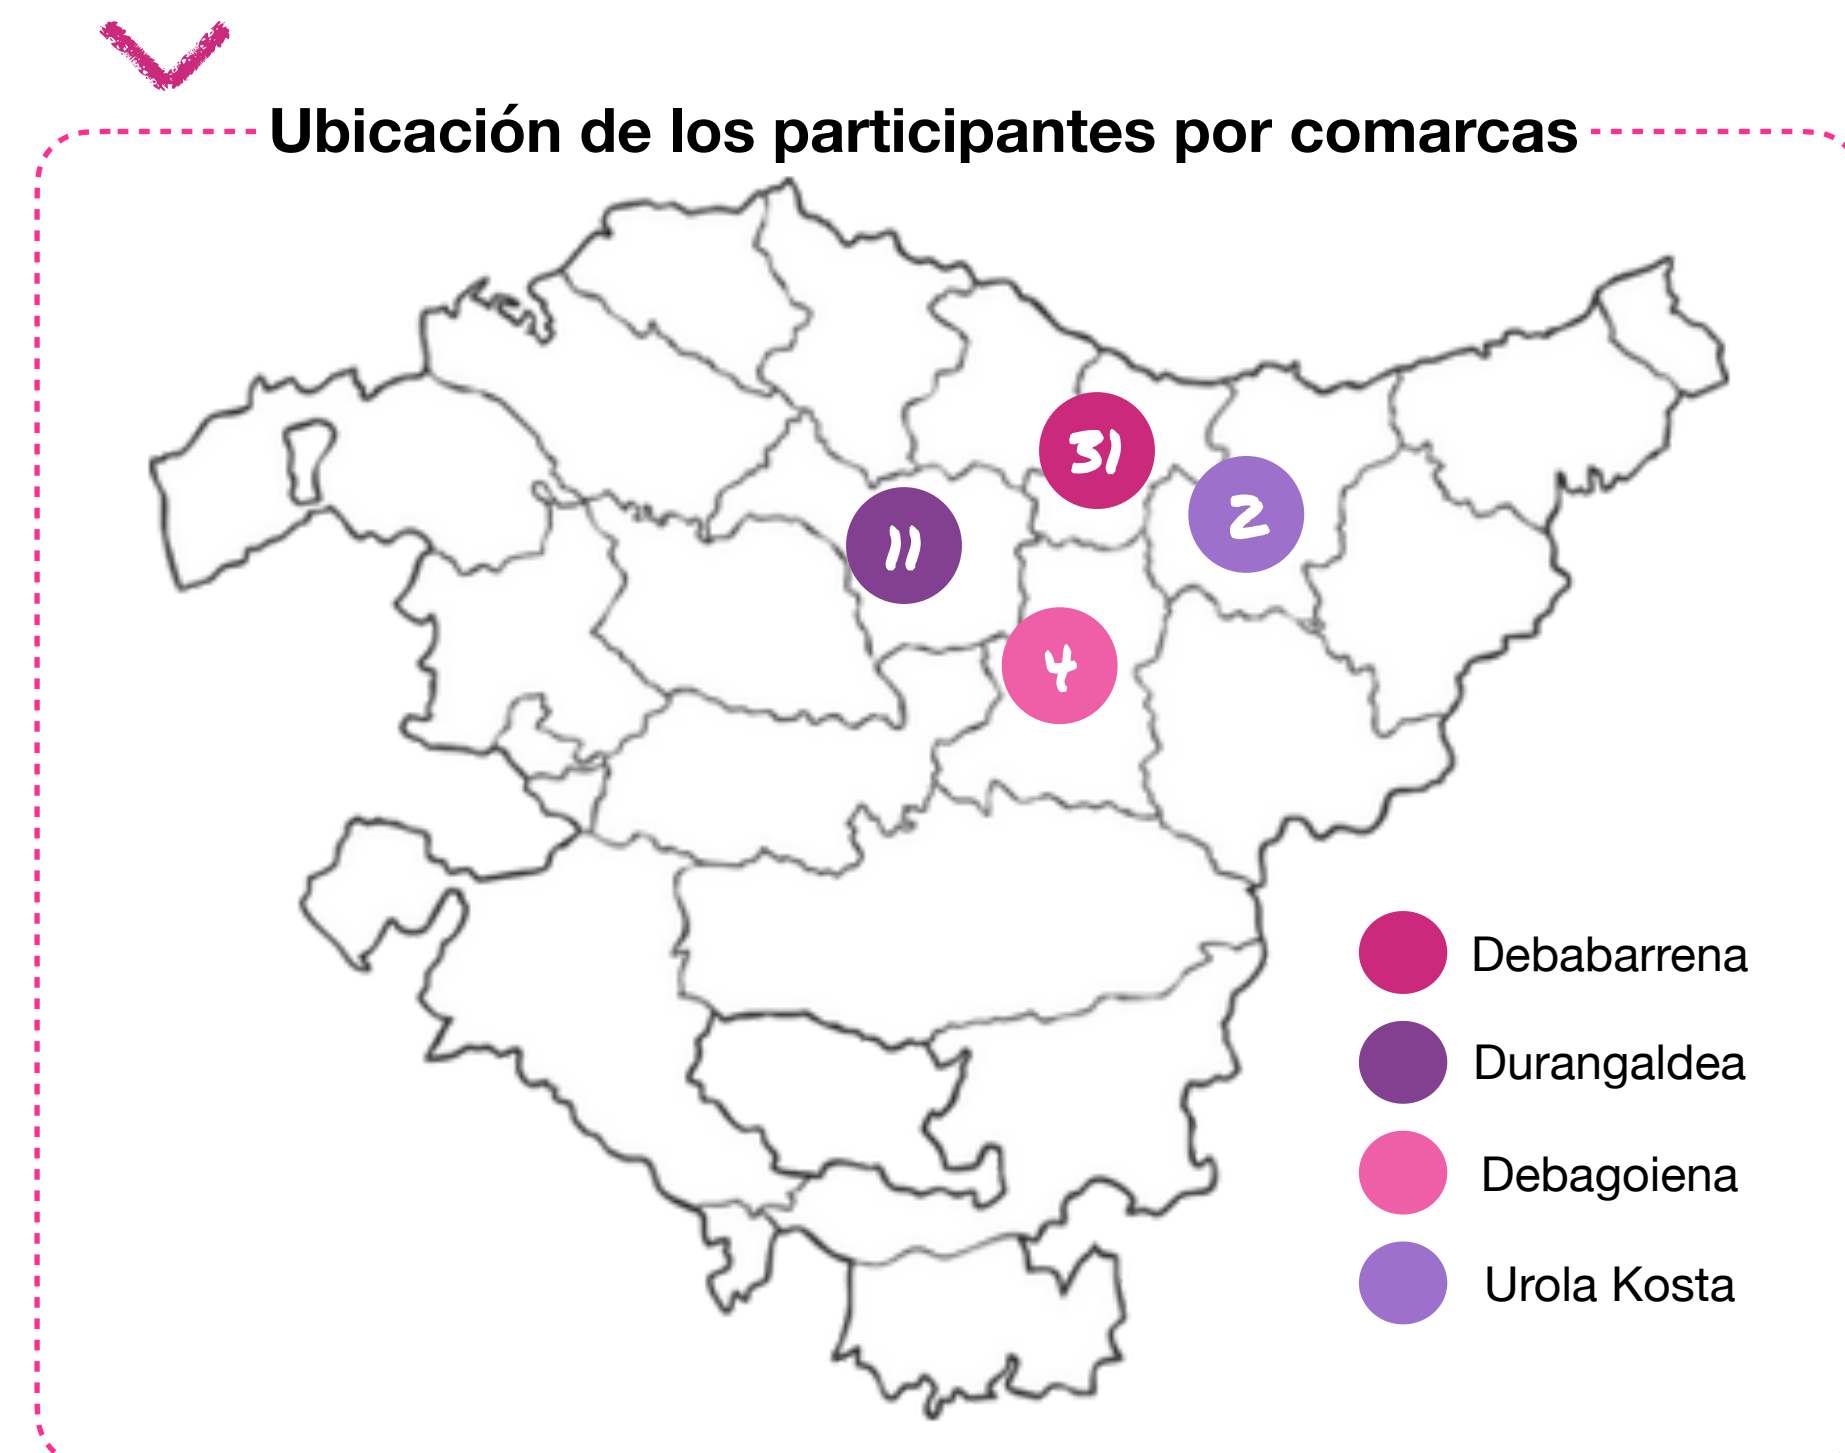 Ubicación de los participantes por comarcas
31
2
11
4
Debabarrena
Durangaldea
Debagoiena
Urola Kosta